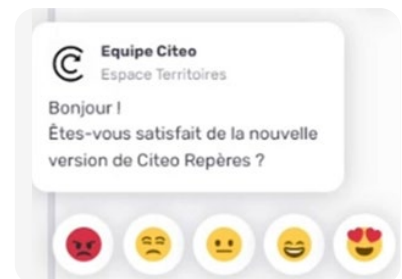 Equipe Citeo
Espace Territoires
Bonjour !
Êtes-vous satisfait de la nouvelle
version de Citeo Repères ?